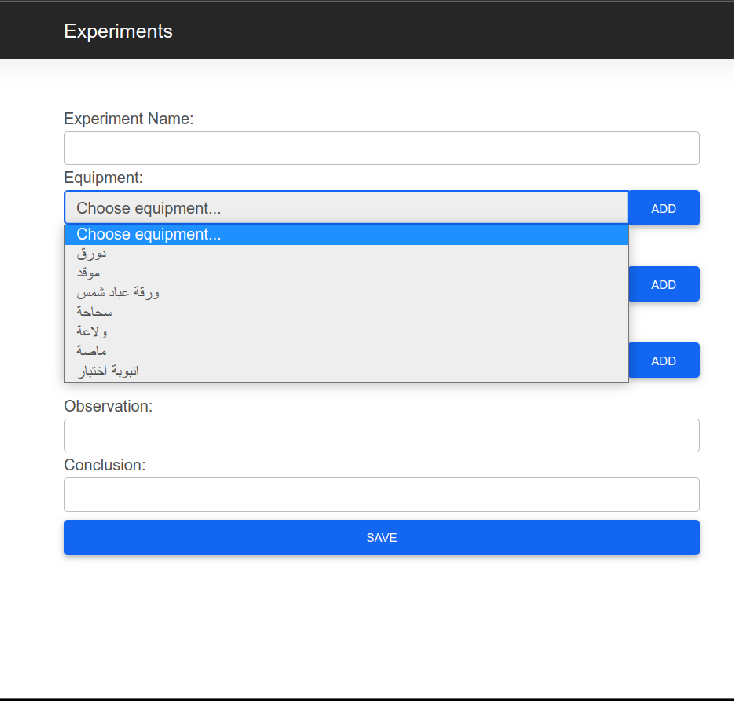 Experiments
Experiment Name:
Equipment:
Choose equipment...
ADD
Choose equipment...
دورق
موقد
ورقة عباد شمس
سحاحة
ولاعة
ماصة
انبوبة اختبار
ADD
ADD
Observation:
Conclusion:
SAVE